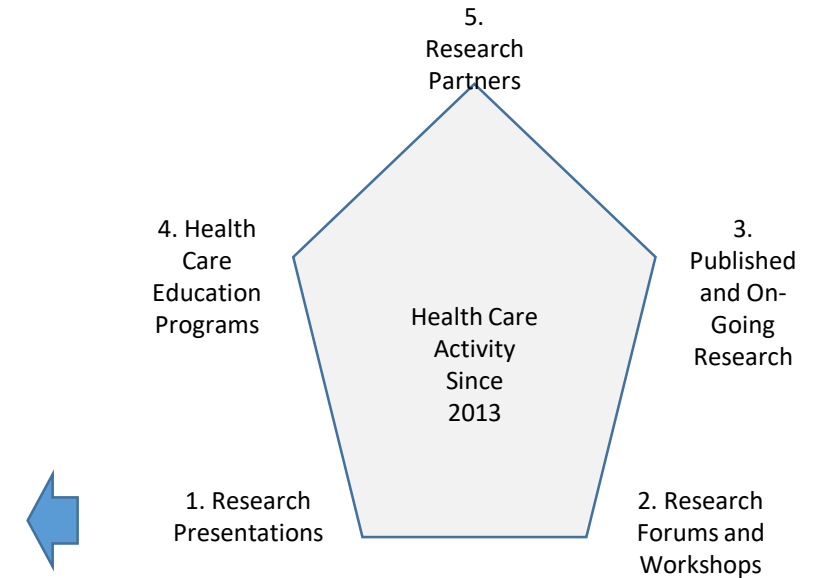 5.
Research
Partners
4. Health
Care
Education
Programs
3.
Published
and On-
Going
Research
Health Care
Activity
Since
2013
1. Research
Presentations
2. Research
Forums and
Workshops